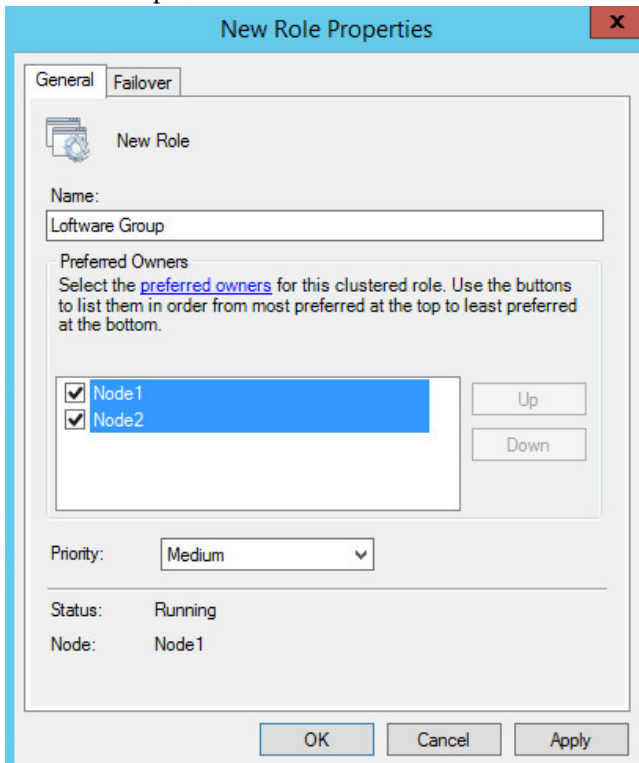 New Role Properties
x
General Failover
New Role
Name:
Loftware Group
Preferred Owners
Select the preferred owners for this clustered role. Use the buttons
to list them in order from most preferred at the top to least preferred
at the bottom.
Node1
Node2
Up
Down
Priority: Medium
Status: Running
Node: Node1
OK Cancel Apply